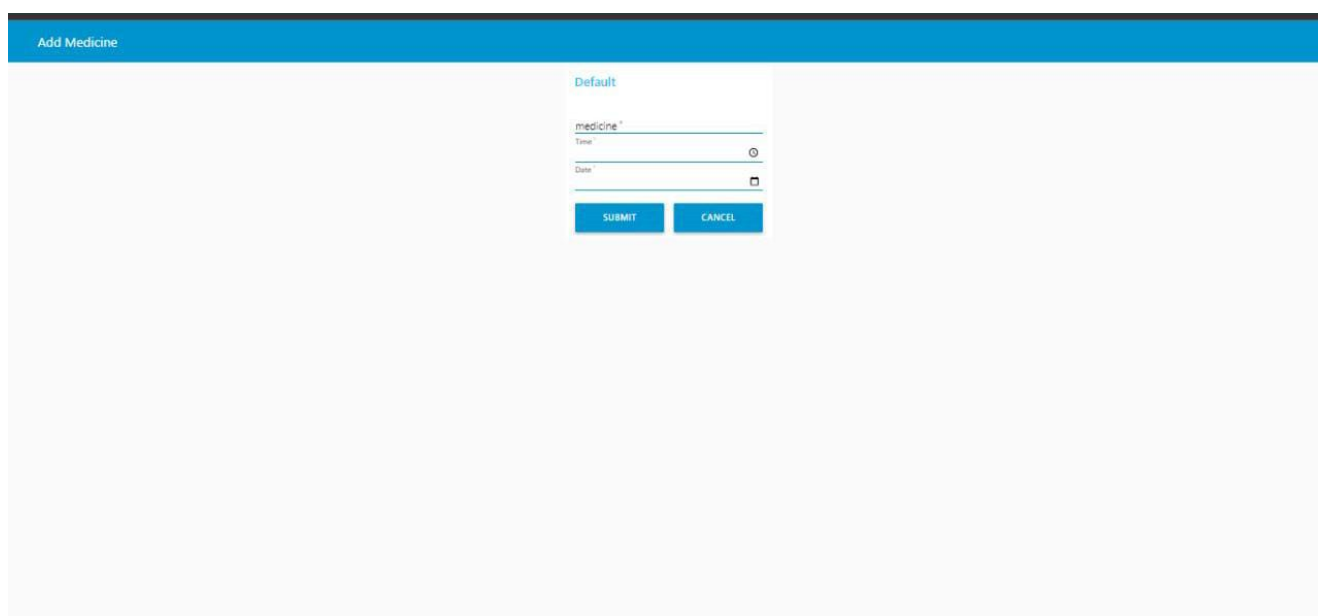 Add Medicine
Default
medicine *
Time *
Date *
SUBMIT CANCEL